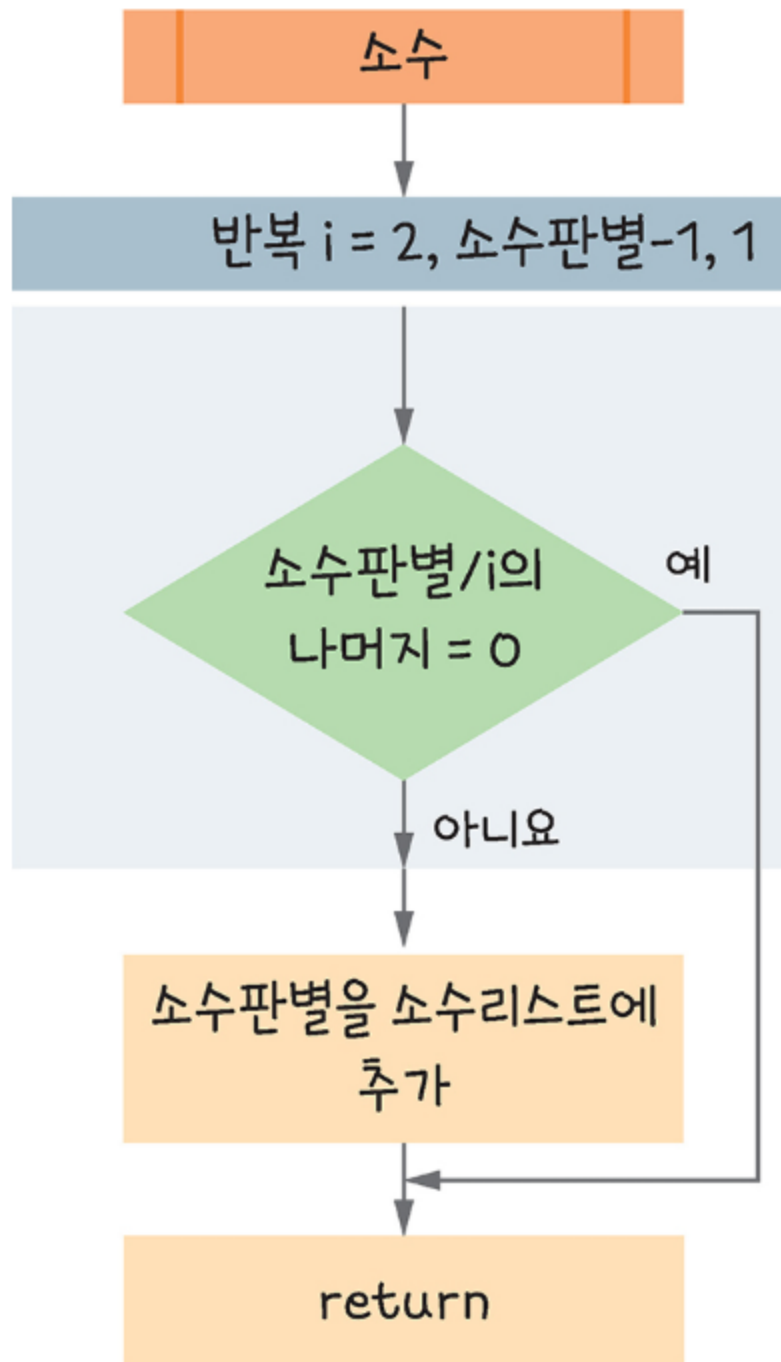 소수
반복 i = 2, 소수판별-1, 1
소수판별/i의
나머지 = 0
예
아니요
소수판별을 소수리스트에
추가
return